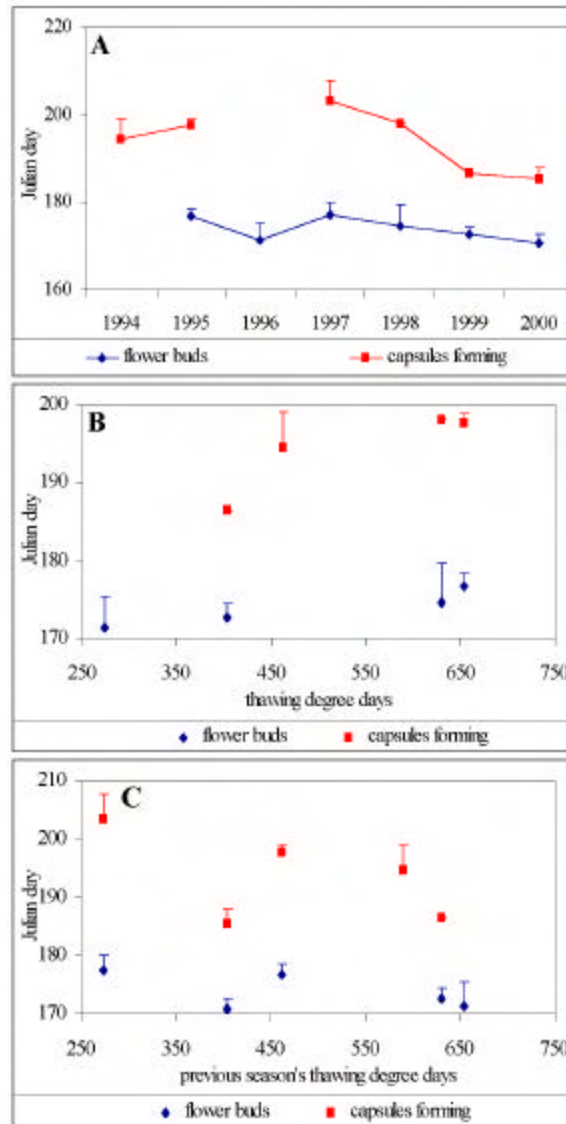 A
220
200
180
160
Julian day
1994 1995 1996 1997 1998 1999 2000
flower buds capsules forming
B
200
190
180
170
Julian day
250 350 450 550 650 750
thawing degree days
flower buds capsules forming
C
210
200
190
180
170
Julian day
250 350 450 550 650 750
previous season's thawing degree days
flower buds capsules forming